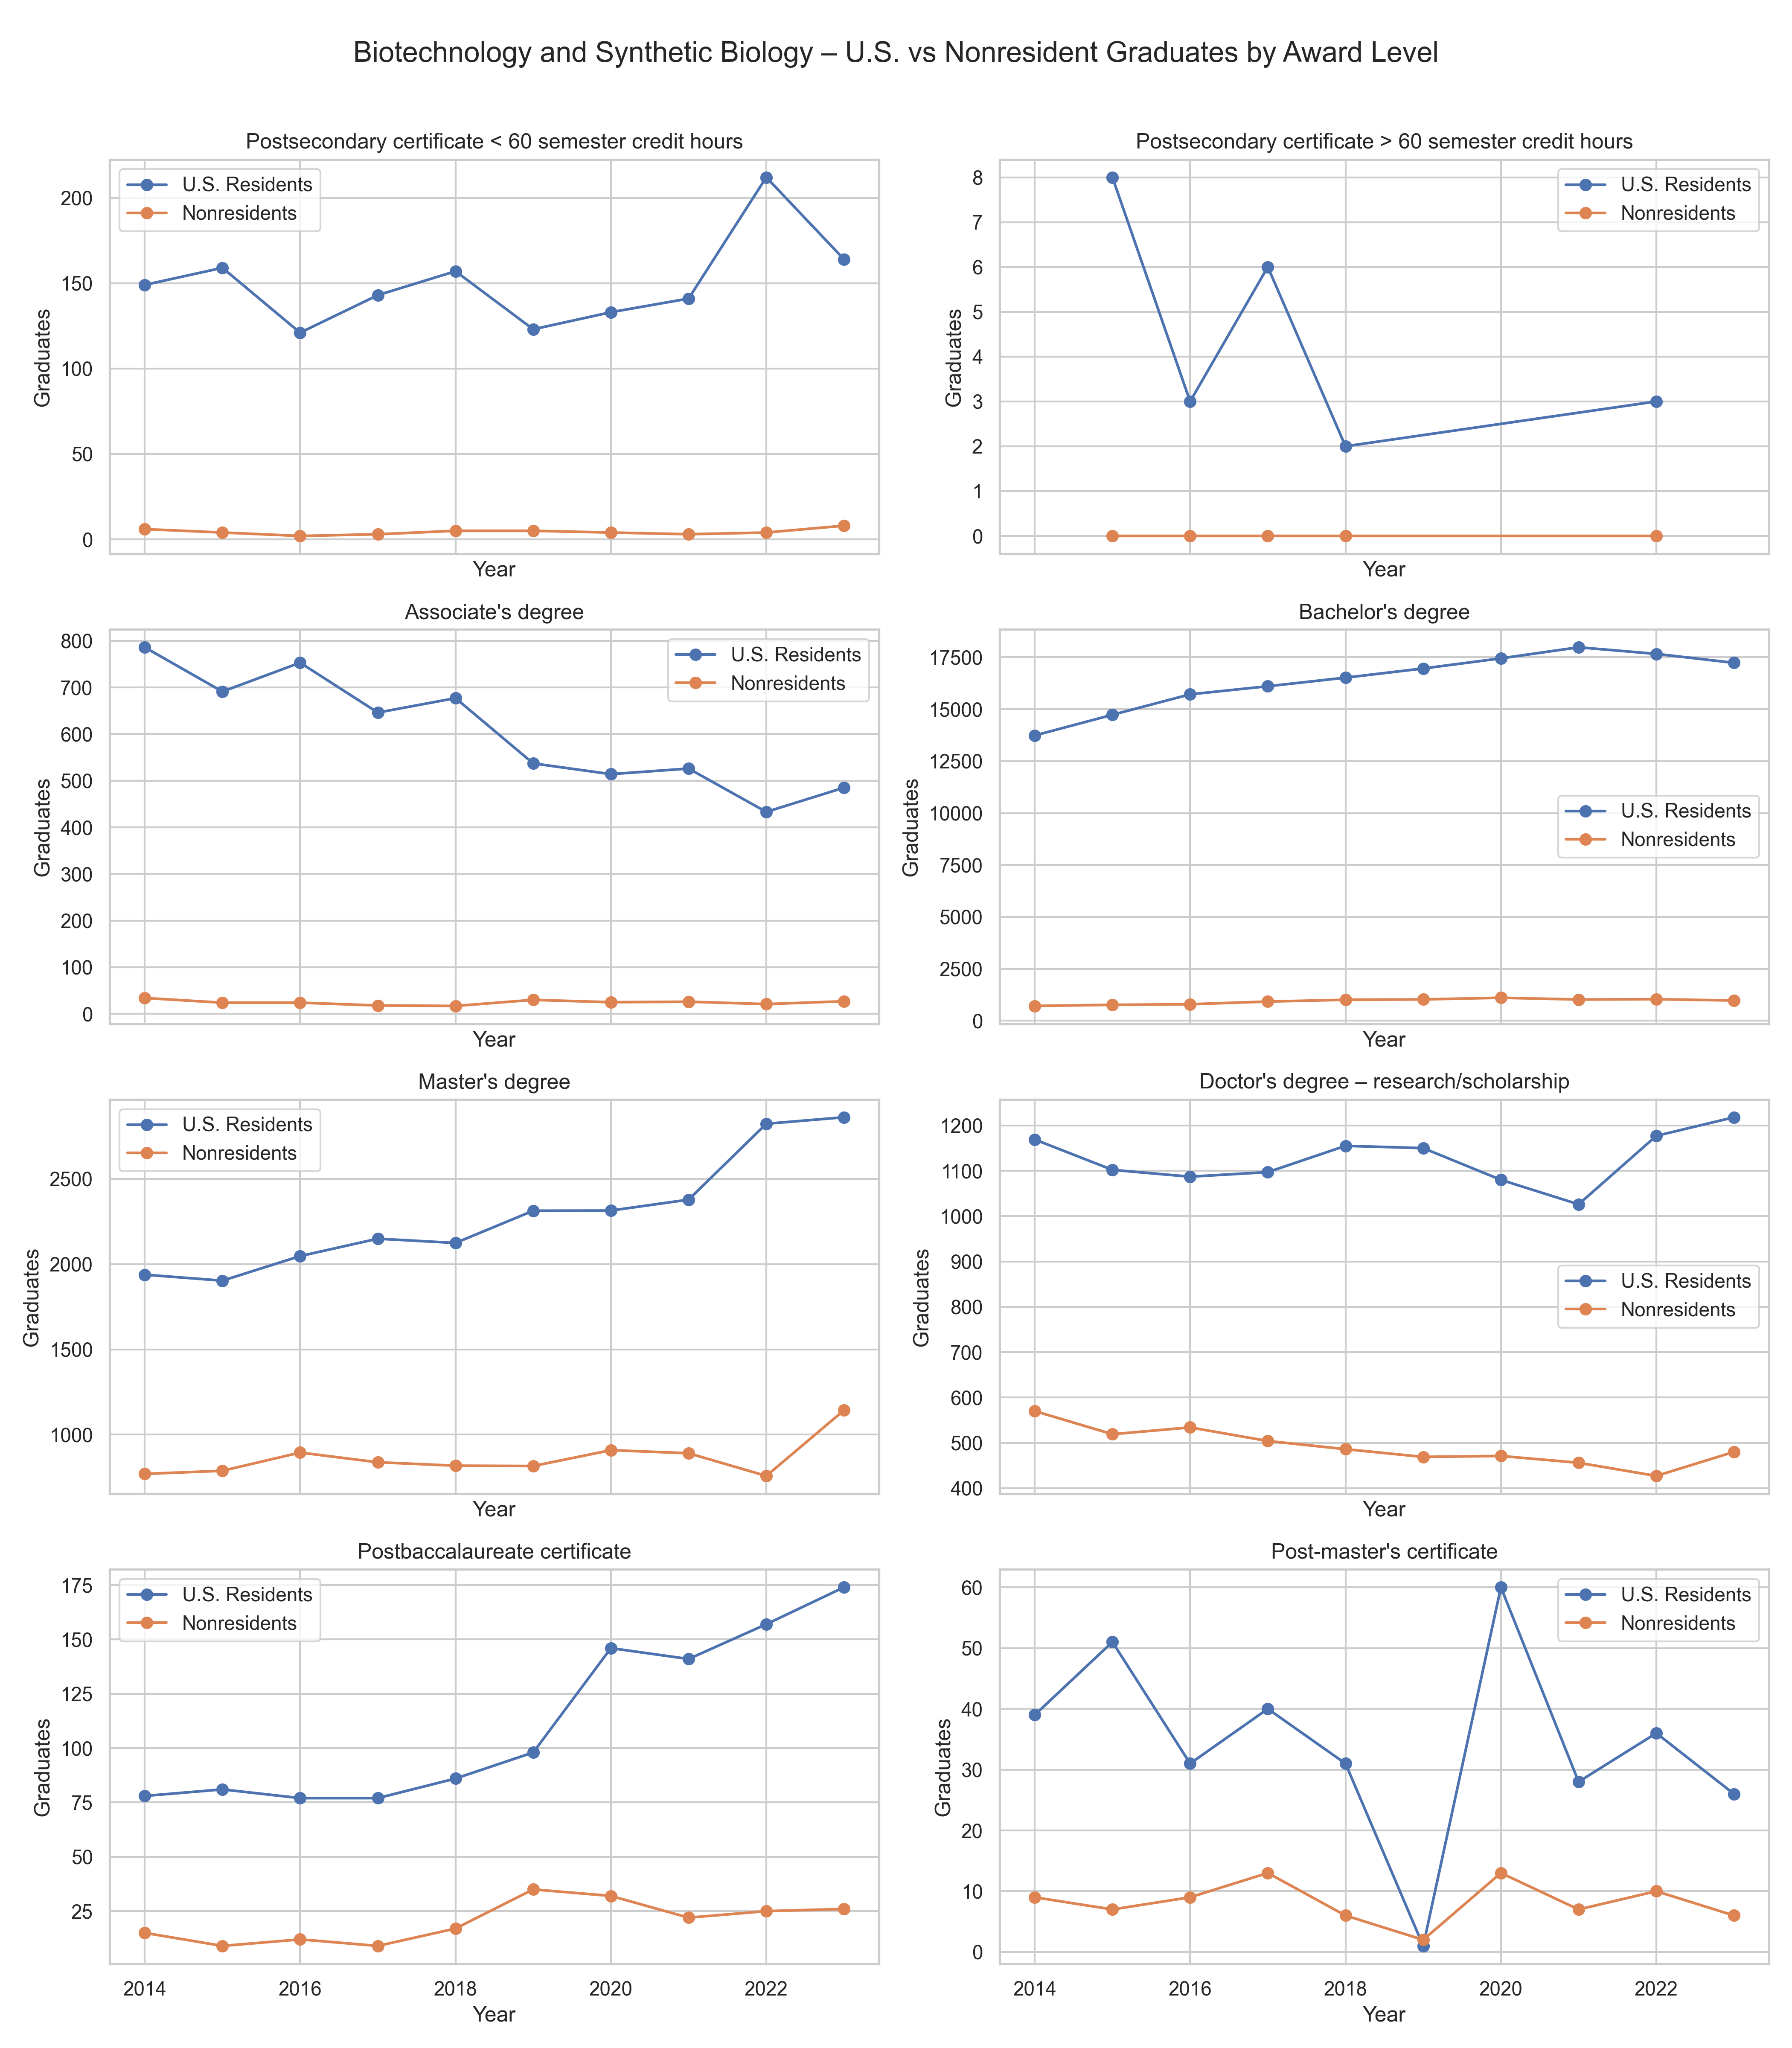 Biotechnology and Synthetic Biology – U.S. vs Nonresident Graduates by Award Level
Postsecondary certificate < 60 semester credit hours
U.S. Residents
Nonresidents
200
150
100
50
0
Graduates
Year
Postsecondary certificate > 60 semester credit hours
U.S. Residents
Nonresidents
8
7
6
5
4
3
2
1
0
Graduates
Year
Associate's degree
U.S. Residents
Nonresidents
800
700
600
500
400
300
200
100
0
Graduates
Year
Bachelor's degree
U.S. Residents
Nonresidents
17500
15000
12500
10000
7500
5000
2500
0
Graduates
Year
Master's degree
U.S. Residents
Nonresidents
2500
2000
1500
1000
Graduates
Year
Doctor's degree – research/scholarship
U.S. Residents
Nonresidents
1200
1100
1000
900
800
700
600
500
400
Graduates
Year
Postbaccalaureate certificate
U.S. Residents
Nonresidents
175
150
125
100
75
50
25
Graduates
2014 2016 2018 2020 2022
Year
Post-master's certificate
U.S. Residents
Nonresidents
60
50
40
30
20
10
0
Graduates
2014 2016 2018 2020 2022
Year